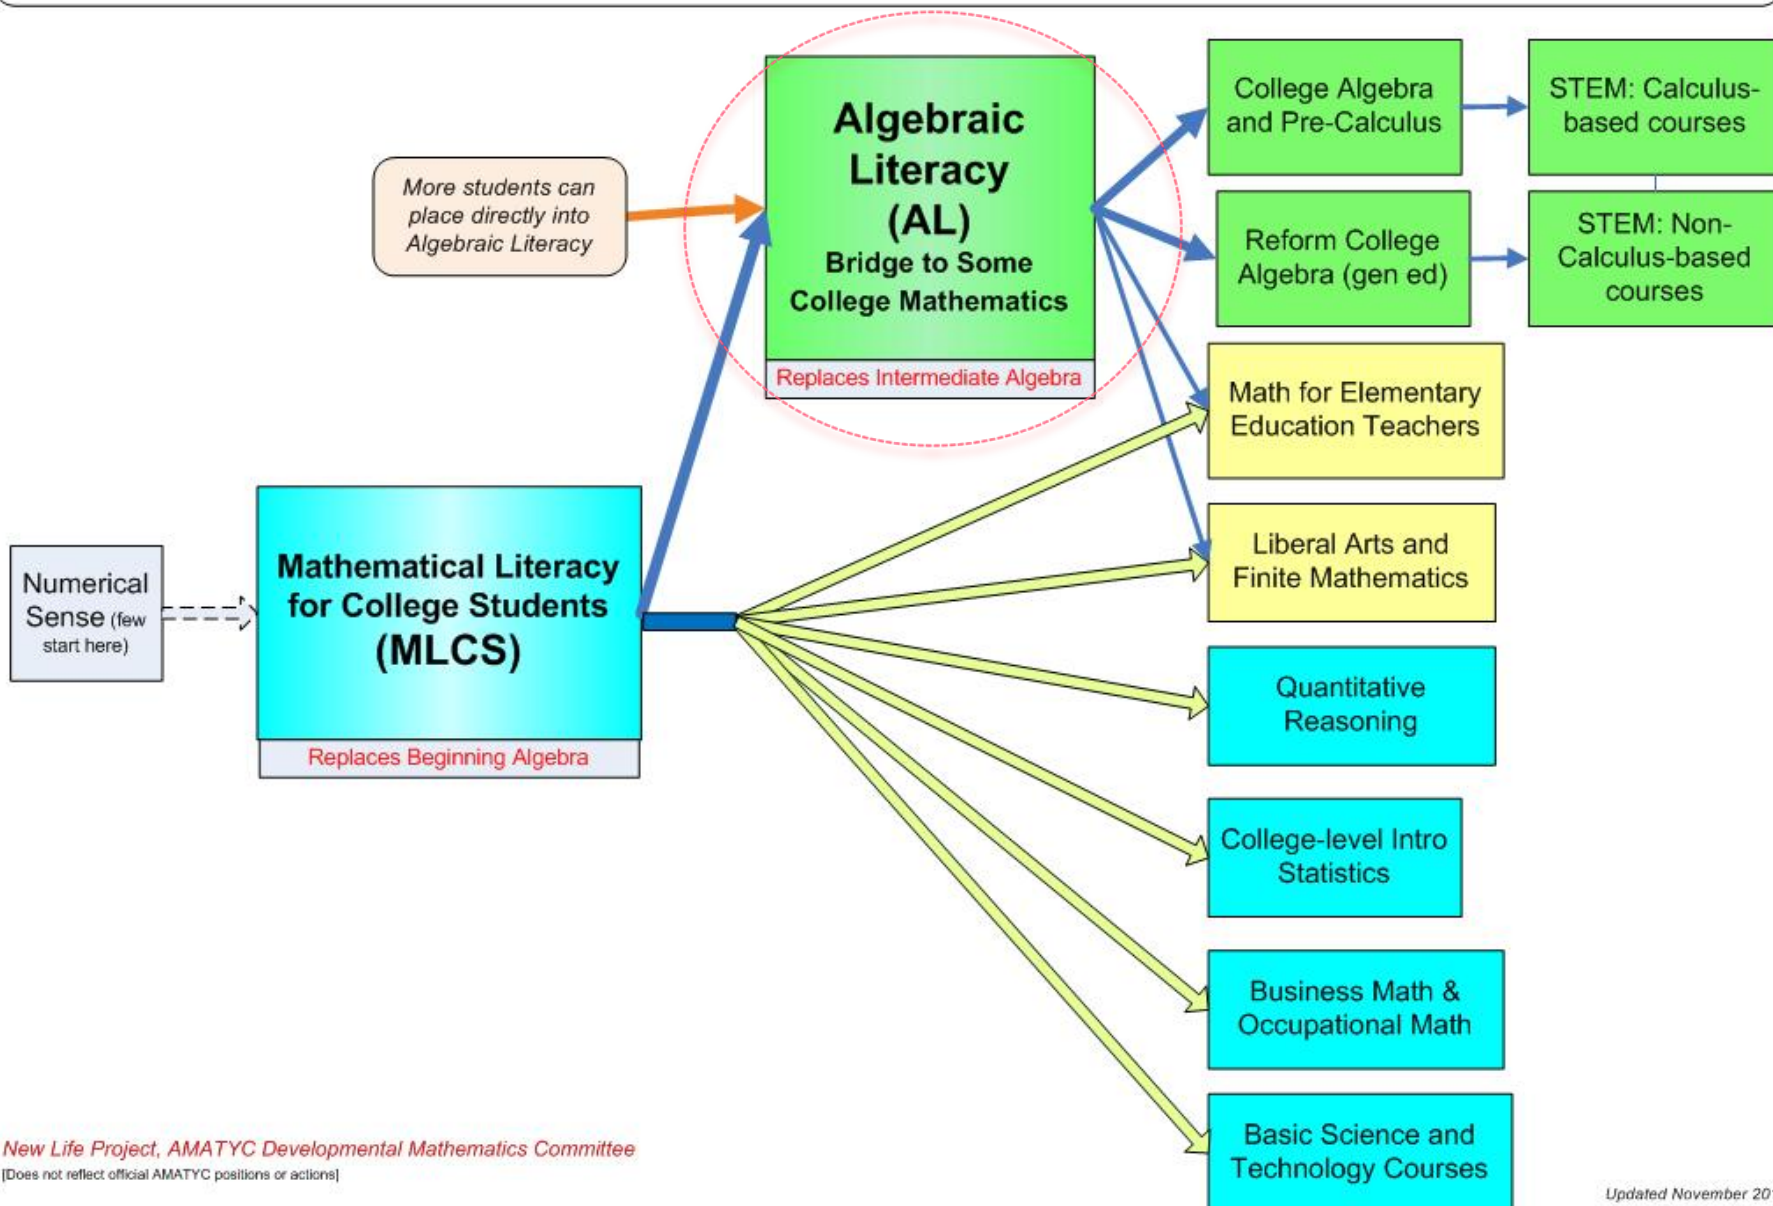 Algebraic
Literacy
(AL)
Bridge to Some
College Mathematics
Replaces Intermediate Algebra
More students can
place directly into
Algebraic Literacy
College Algebra
and Pre-Calculus
STEM: Calculus-
based courses
Reform College
Algebra (gen ed)
STEM: Non-
Calculus-based
courses
Math for Elementary
Education Teachers
Numerical
Sense (few
start here)
Mathematical Literacy
for College Students
(MLCS)
Replaces Beginning Algebra
Liberal Arts and
Finite Mathematics
Quantitative
Reasoning
College-level Intro
Statistics
Business Math &
Occupational Math
Basic Science and
Technology Courses
New Life Project, AMATYC Developmental Mathematics Committee
[Does not reflect official AMATYC positions or actions]
Updated November